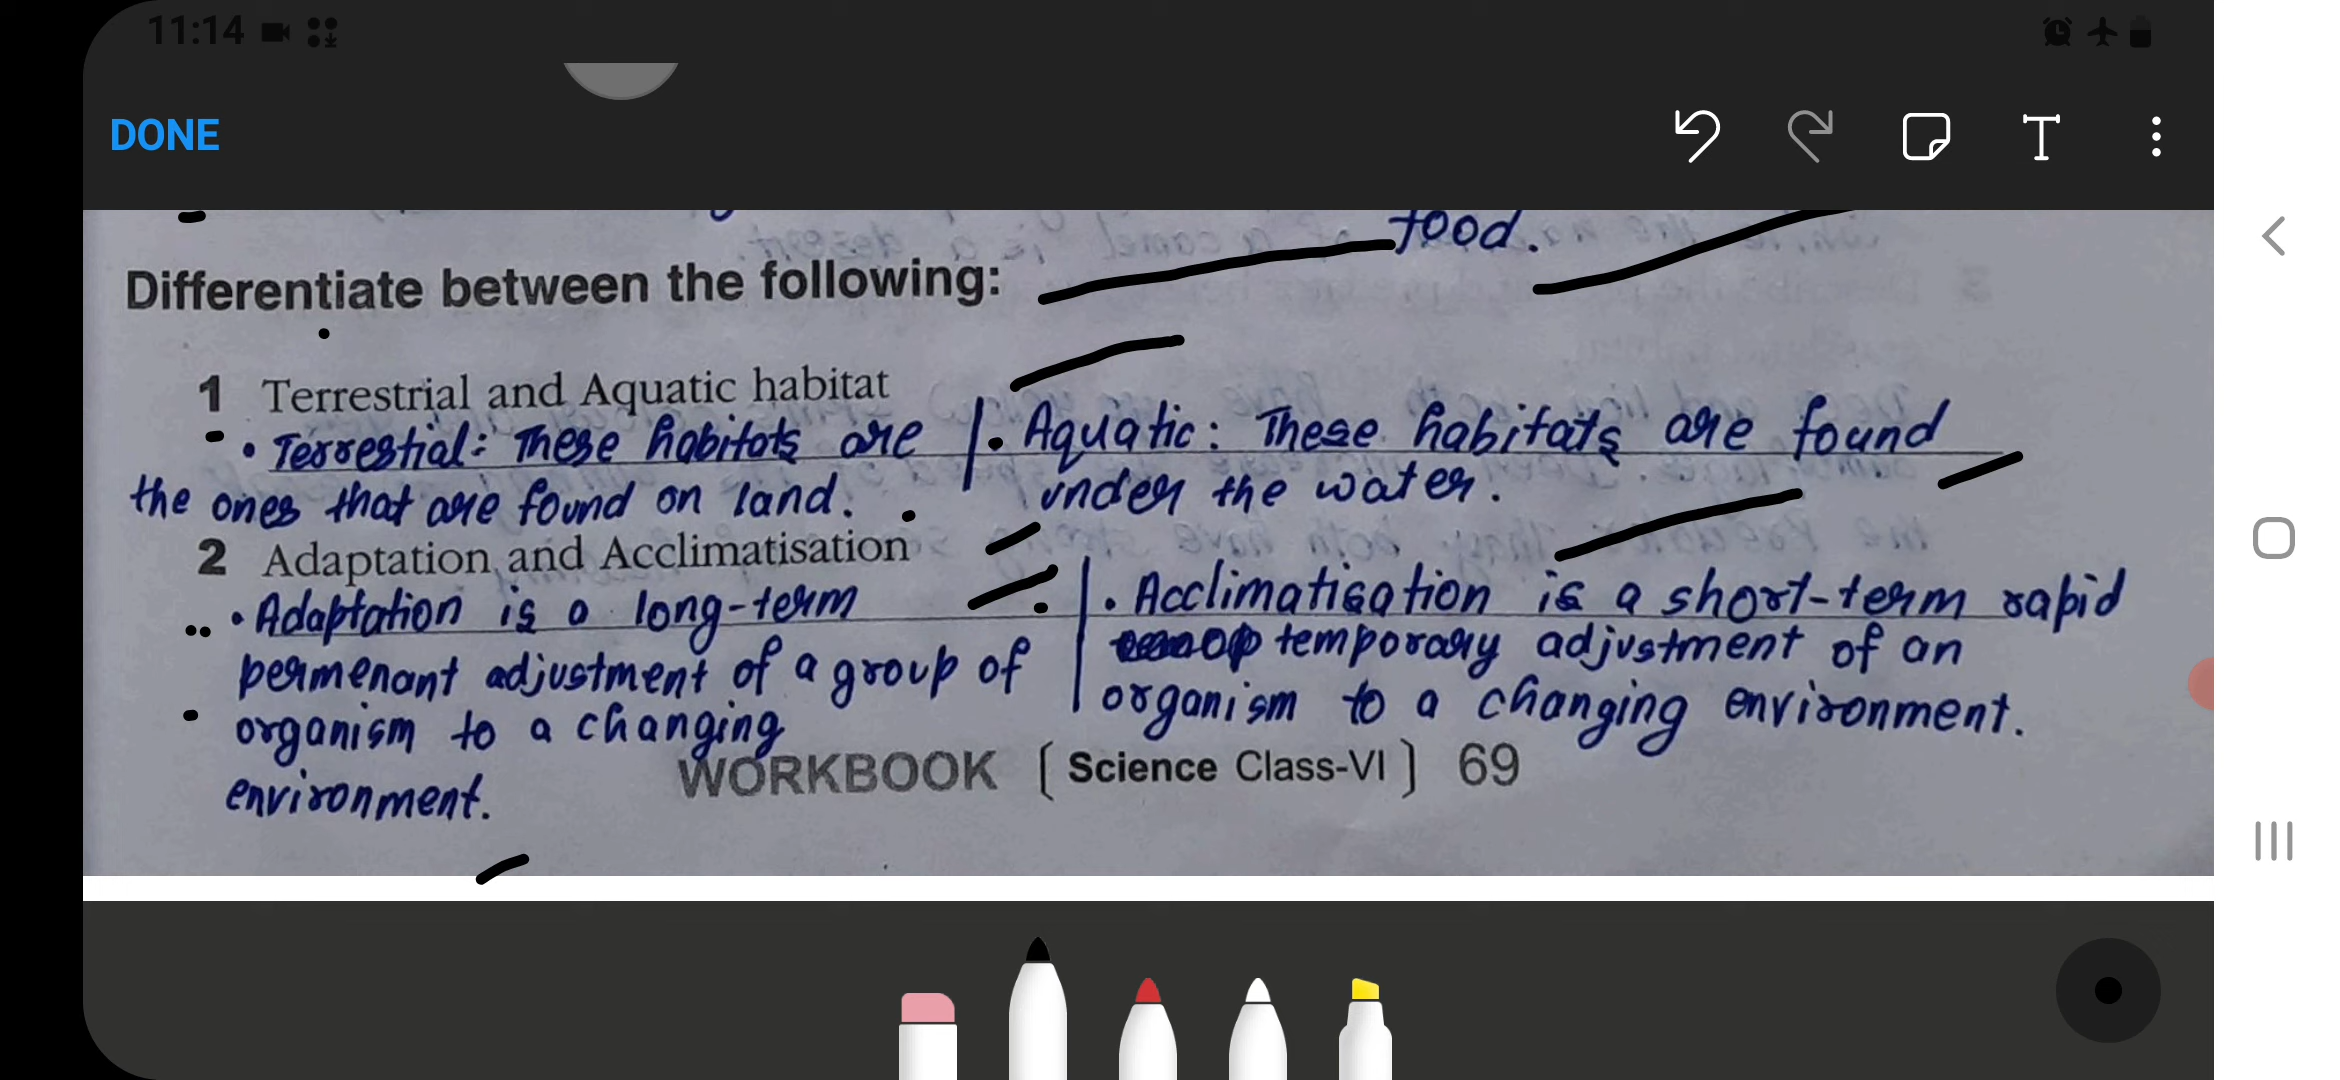 11:14
DONE
T
food.
Differentiate between the following:
1 Terrestrial and Aquatic habitat
• Terrestial: These habitats are | • Aquatic: These habitats are found
the ones that are found on land. under the water.
2 Adaptation and Acclimatisation
• Adaptation is a long-term | • Acclimatisation is a short-term rapid
permenant adjustment of a group of temporary adjustment of an
organism to a changing organism to a changing environment.
environment.
WORKBOOK [Science Class-VI] 69